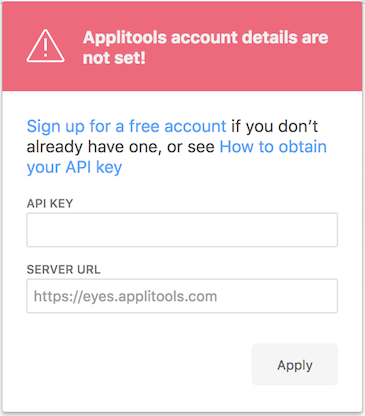 Applitools account details are
not set!
Sign up for a free account if you don’t
already have one, or see How to obtain
your API key
API KEY
SERVER URL
https://eyes.applitools.com
Apply